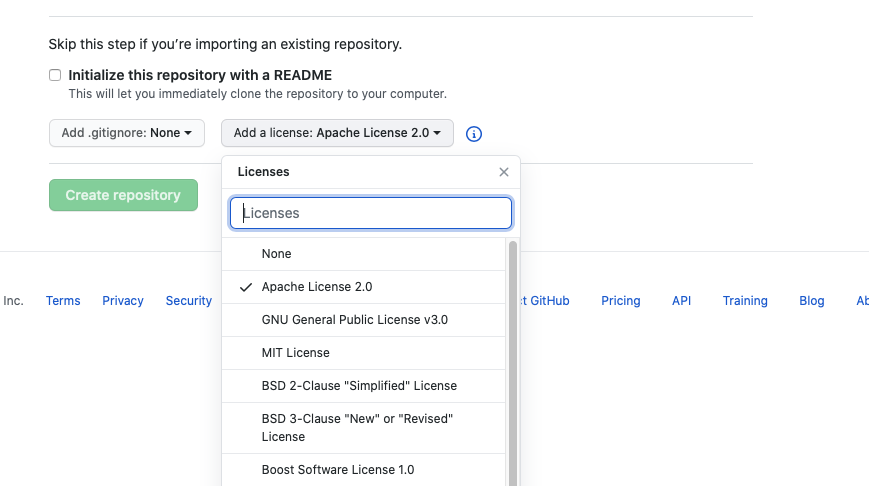 Skip this step if you’re importing an existing repository.
Initialize this repository with a README
This will let you immediately clone the repository to your computer.
Add .gitignore: None
Add a license: Apache License 2.0
Licenses
Create repository
Licenses
None
Apache License 2.0
GNU General Public License v3.0
MIT License
BSD 2-Clause "Simplified" License
BSD 3-Clause "New" or "Revised"
License
Boost Software License 1.0
Inc. Terms Privacy Security GitHub Pricing API Training Blog